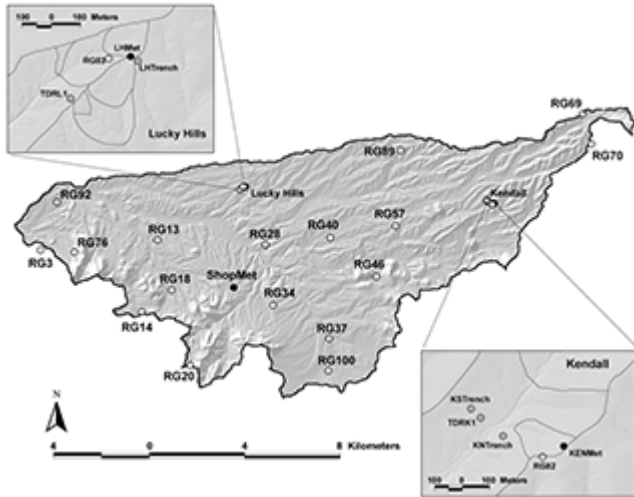 100 0 100 Meters
LHMet
RG83
LHTrench
TDRL1
Lucky Hills
RG69
RG89
RG70
RG92
Lucky Hills
Kendall
RG13
RG28
RG40
RG57
RG3
RG76
RG18
ShopMet
RG46
RG34
RG14
RG37
RG20
RG100
N
4 0 4 8 Kilometers
Kendall
KSTrench
TDRK1
KNTrench
KENMet
RG82
100 0 100 Meters